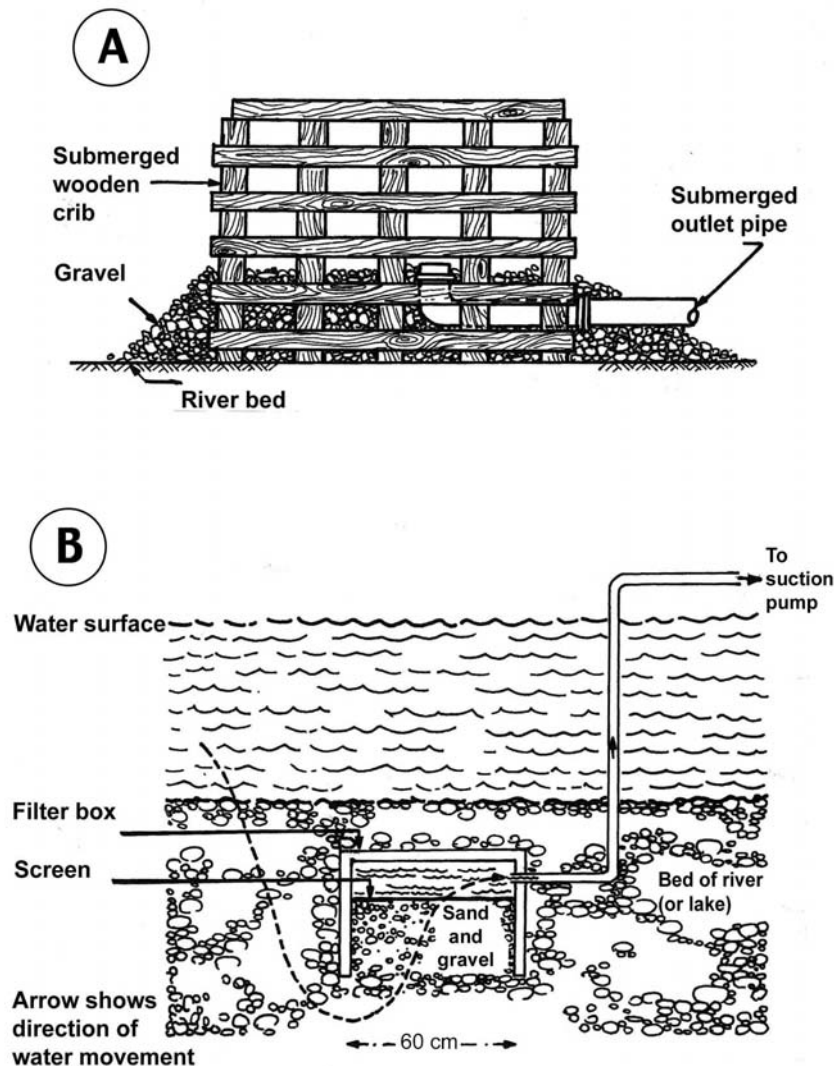 A
Submerged
wooden
crib
Submerged
outlet pipe
Gravel
River bed
B
To
suction
pump
Water surface
Filter box
Screen
Bed of river
(or lake)
Sand
and
gravel
Arrow shows
direction of
water movement
60 cm